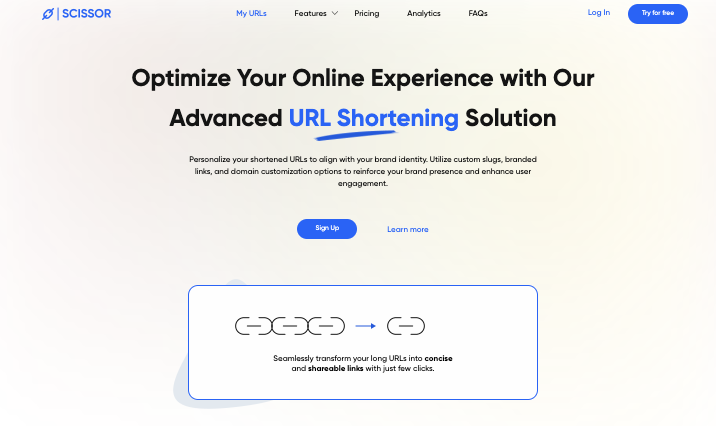 SCISSOR
My URLs
Features
Pricing
Analytics
FAQs
Log In
Try for free
Optimize Your Online Experience with Our
Advanced URL Shortening Solution
Personalize your shortened URLs to align with your brand identity. Utilize custom slugs, branded
links, and domain customization options to reinforce your brand presence and enhance user
engagement.
Sign Up
Learn more
Seamlessly transform your long URLs into concise
and shareable links with just few clicks.